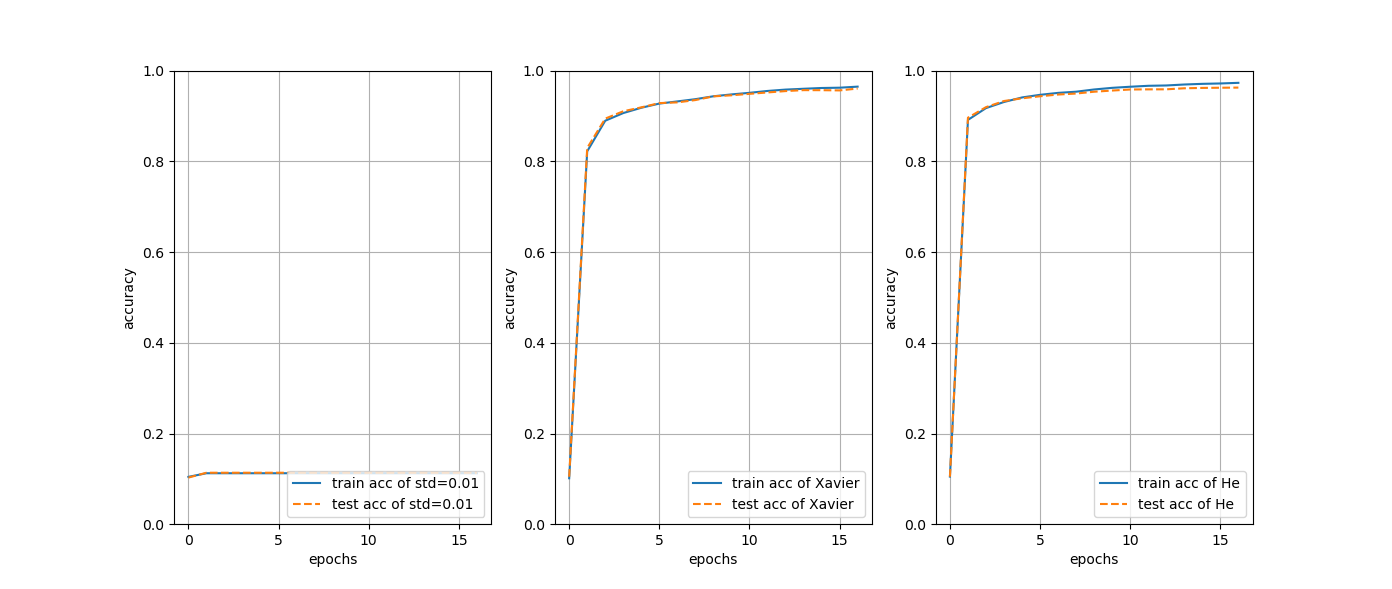 1.0
0.8
0.6
0.4
0.2
0.0
accuracy
0
5
10
15
epochs
train acc of std=0.01
test acc of std=0.01
1.0
0.8
0.6
0.4
0.2
0.0
accuracy
0
5
10
15
epochs
train acc of Xavier
test acc of Xavier
1.0
0.8
0.6
0.4
0.2
0.0
accuracy
0
5
10
15
epochs
train acc of He
test acc of He